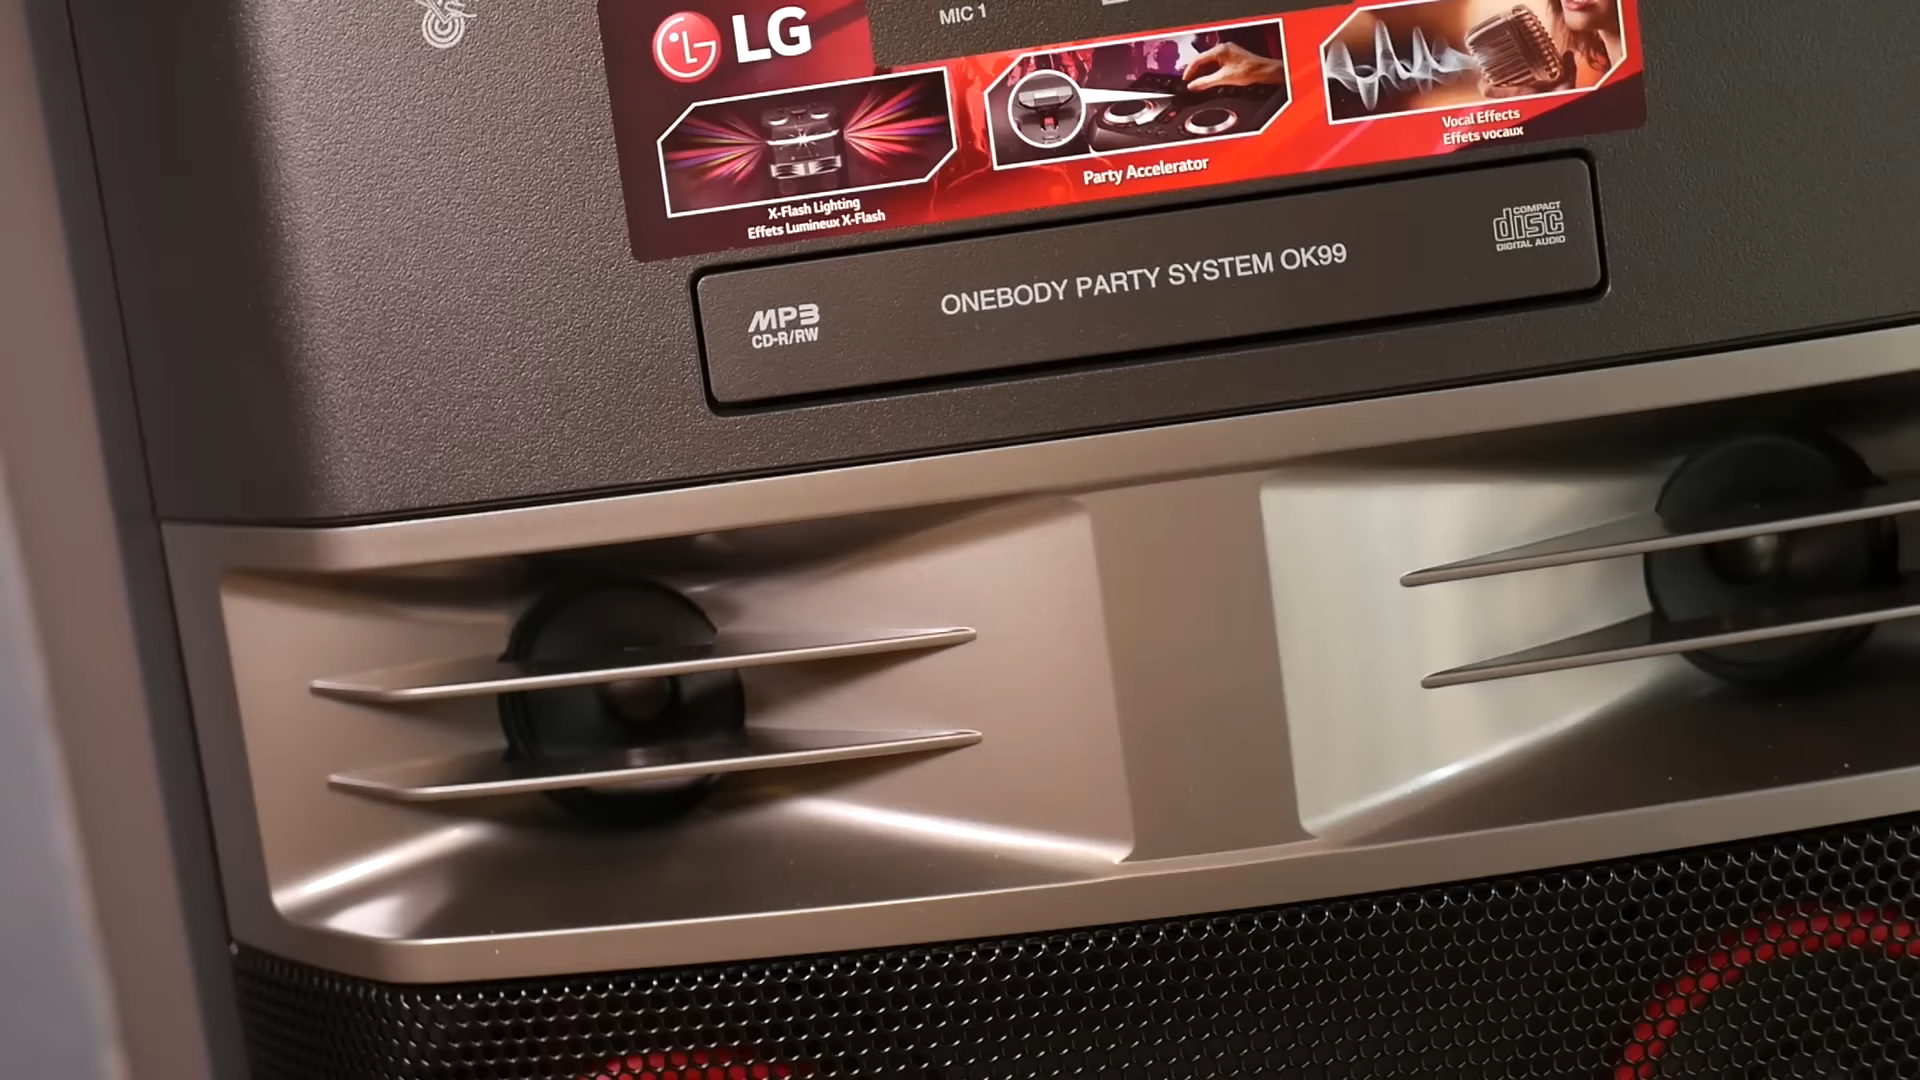 MIC 1
LG
X-Flash Lighting
Effets Lumineux X-Flash
Party Accelerator
Vocal Effects
Effets vocaux
MP3
CD-R/RW
ONEBODY PARTY SYSTEM OK99
COMPACT
disc
DIGITAL AUDIO